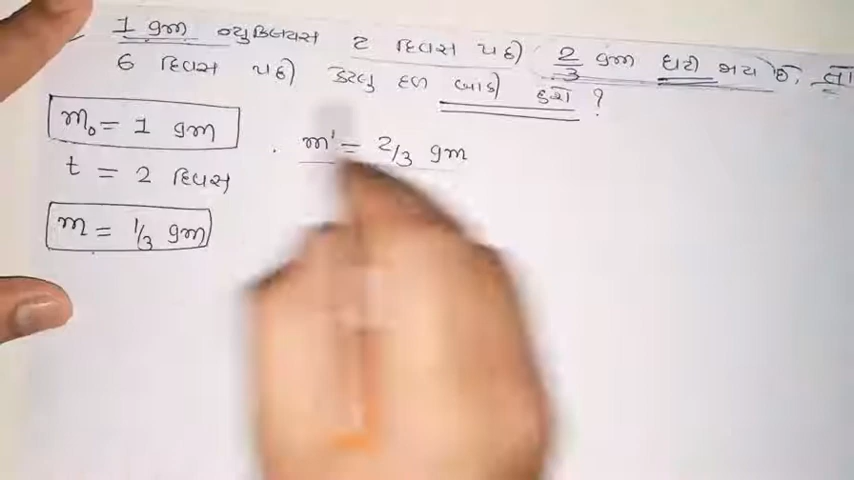 1 gm ન્યુક્લિયસ 2 દિવસ પછી 2/3 gm ઘટી જાય છે, તો
6 દિવસ પછી કેટલુ દળ બાકી હશે ?
m₀ = 1 gm
m' = 2/3 gm
t = 2 દિવસ
m = 1/3 gm